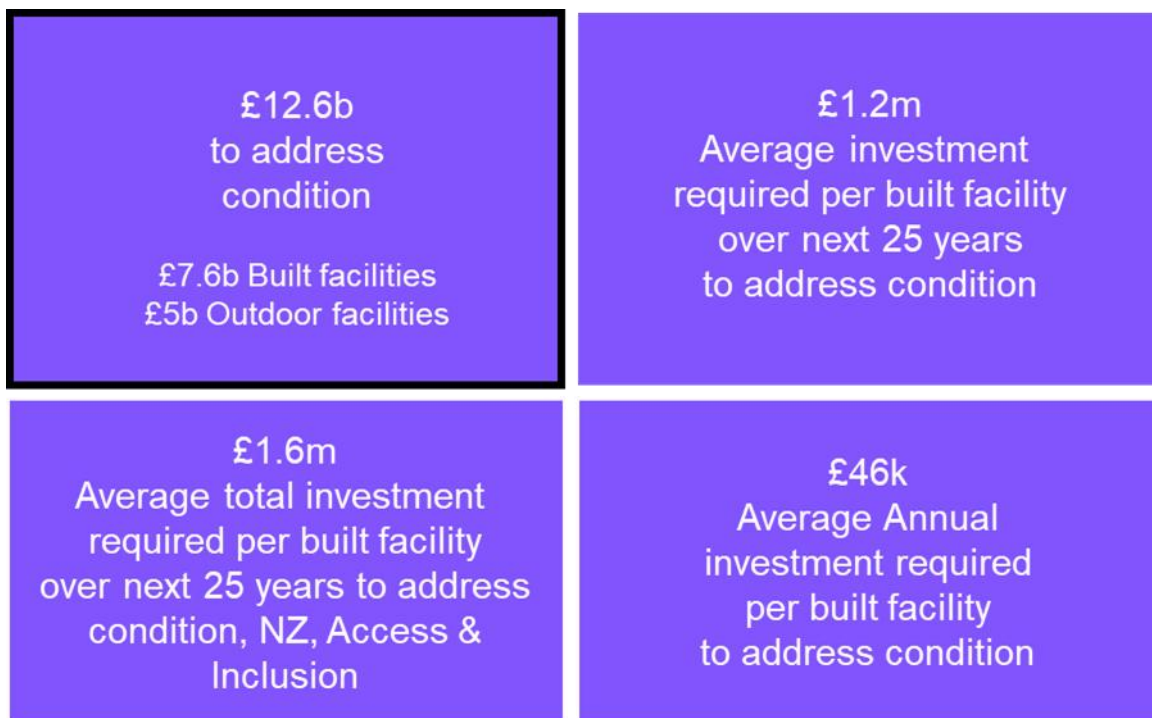 £12.6b
to address
condition
£7.6b Built facilities
£5b Outdoor facilities
£1.2m
Average investment
required per built facility
over next 25 years
to address condition
£1.6m
Average total investment
required per built facility
over next 25 years to address
condition, NZ, Access &
Inclusion
£46k
Average Annual
investment required
per built facility
to address condition